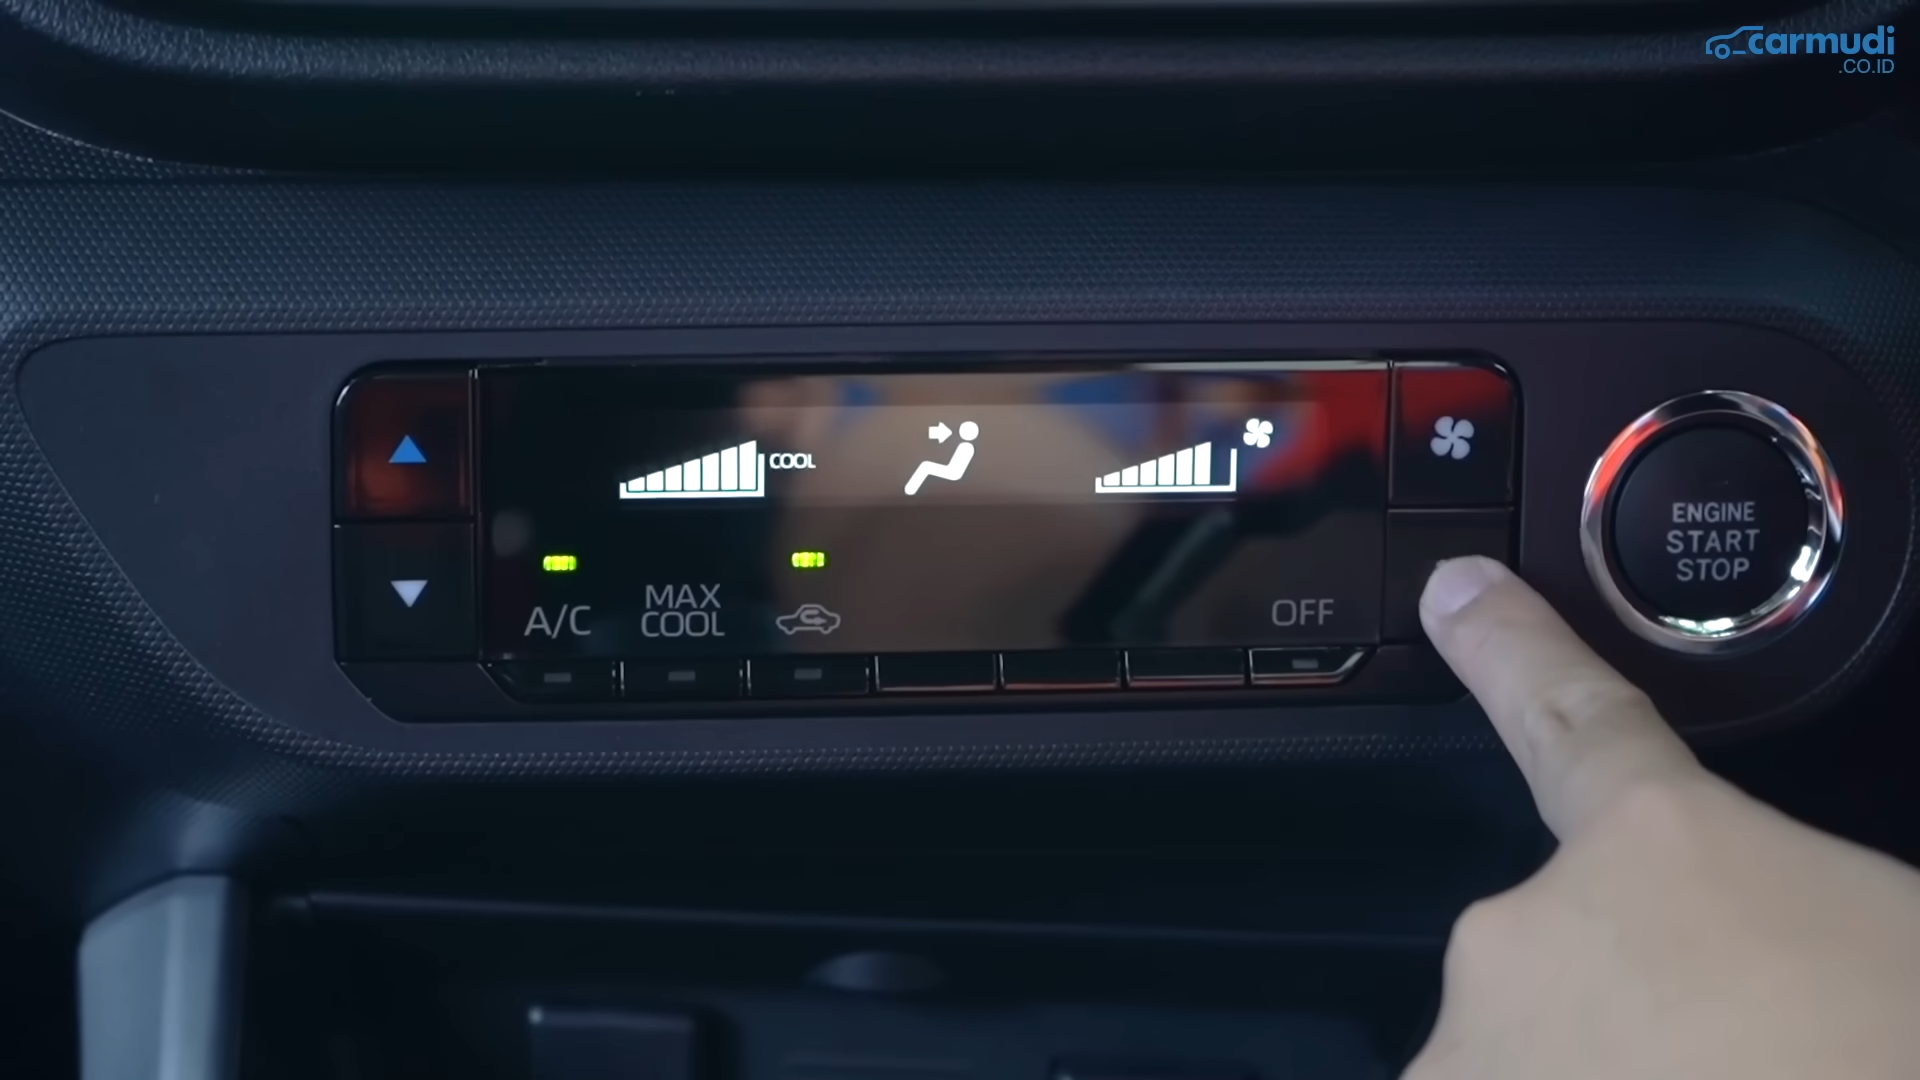 carmudi
.CO.ID
COOL
A/C
MAX
COOL
OFF
ENGINE
START
STOP